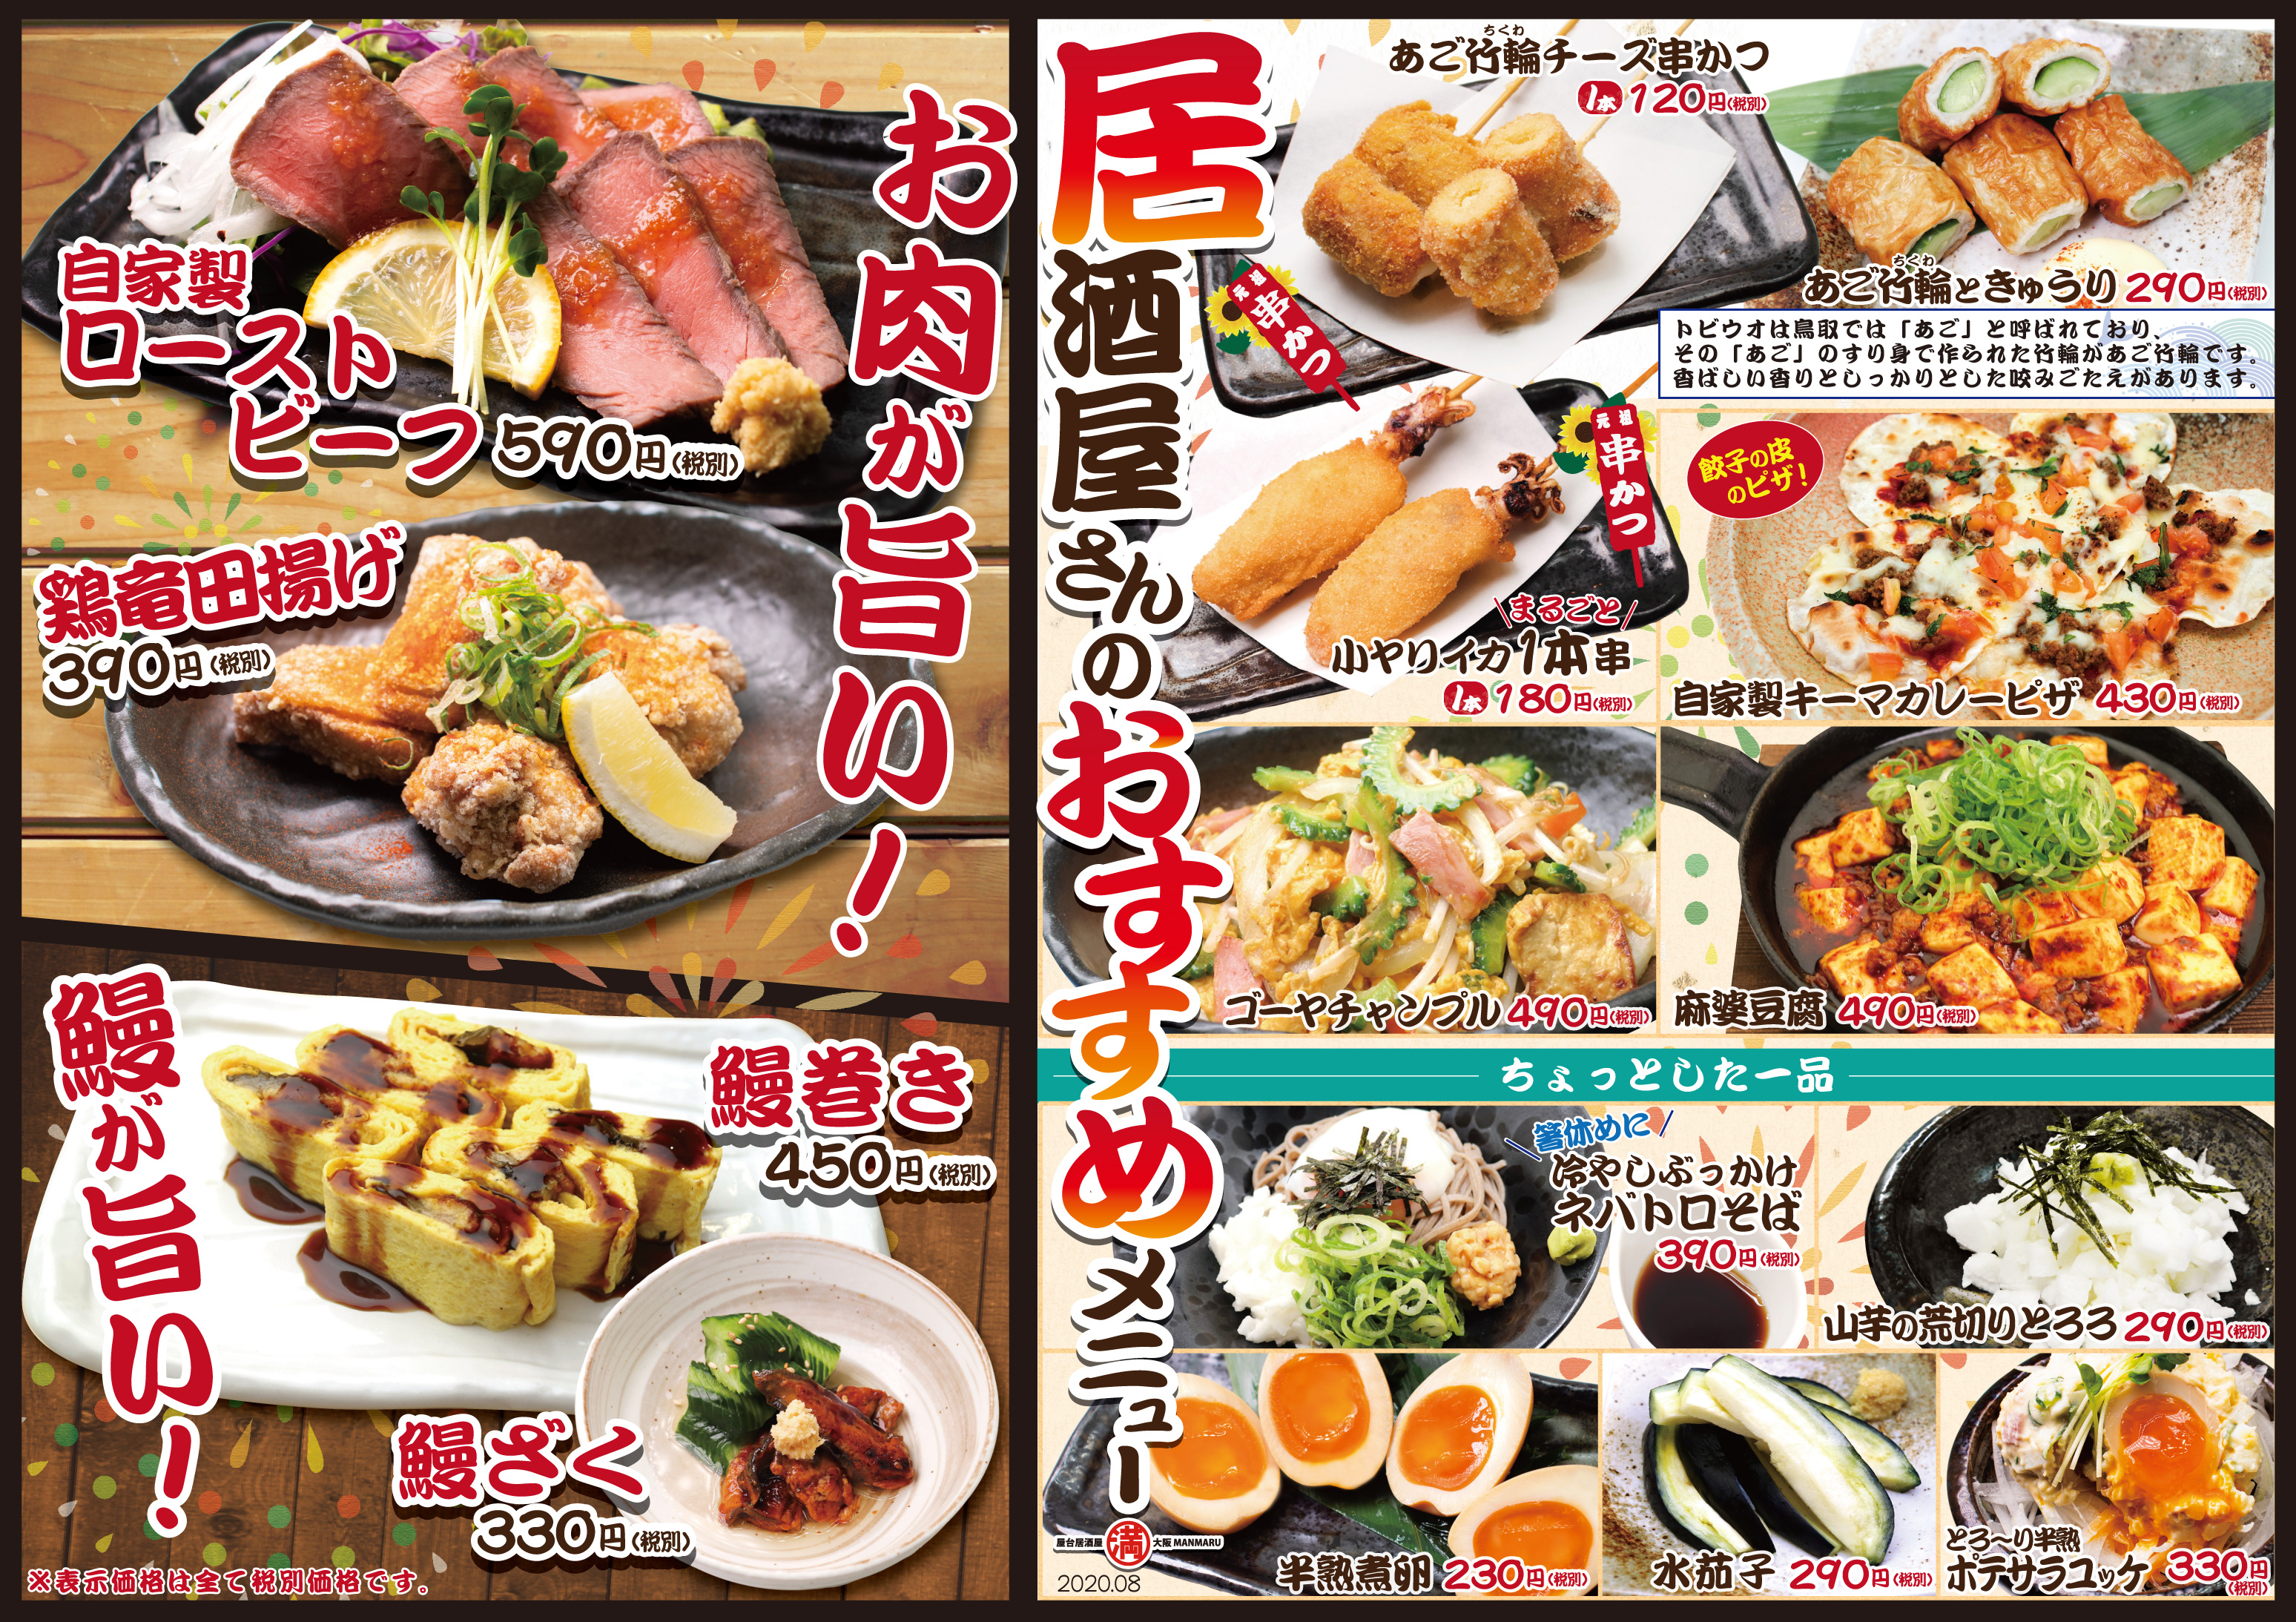 お肉が旨い！
自家製
ローストビーフ
590円(税別)
鶏竜田揚げ
390円(税別)
鰻が旨い！
鰻巻き
450円(税別)
鰻ざく
330円(税別)
※表示価格は全て税別価格です。
居酒屋さんのおすすめメニュー
ちくわ
あご竹輪チーズ串かつ
1本 120円(税別)
元祖
串かつ
ちくわ
あご竹輪ときゅうり 290円(税別)
トビウオは鳥取では「あご」と呼ばれており、
その「あご」のすり身で作られた竹輪があご竹輪です。
香ばしい香りとしっかりとした咬みごたえがあります。
元祖
串かつ
まるごと
小ヤリイカ1本串
1本 180円(税別)
餃子の皮
のピザ！
自家製キーマカレーピザ 430円(税別)
ゴーヤチャンプル 490円(税別)
麻婆豆腐 490円(税別)
ちょっとした一品
箸休めに
冷やしぶっかけ
ネバトロそば
390円(税別)
山芋の荒切りとろろ 290円(税別)
半熟煮卵 230円(税別)
水茄子 290円(税別)
とろ〜り半熟
ポテサラユッケ 330円(税別)
屋台居酒屋 満 大阪 MANMARU
2020.08